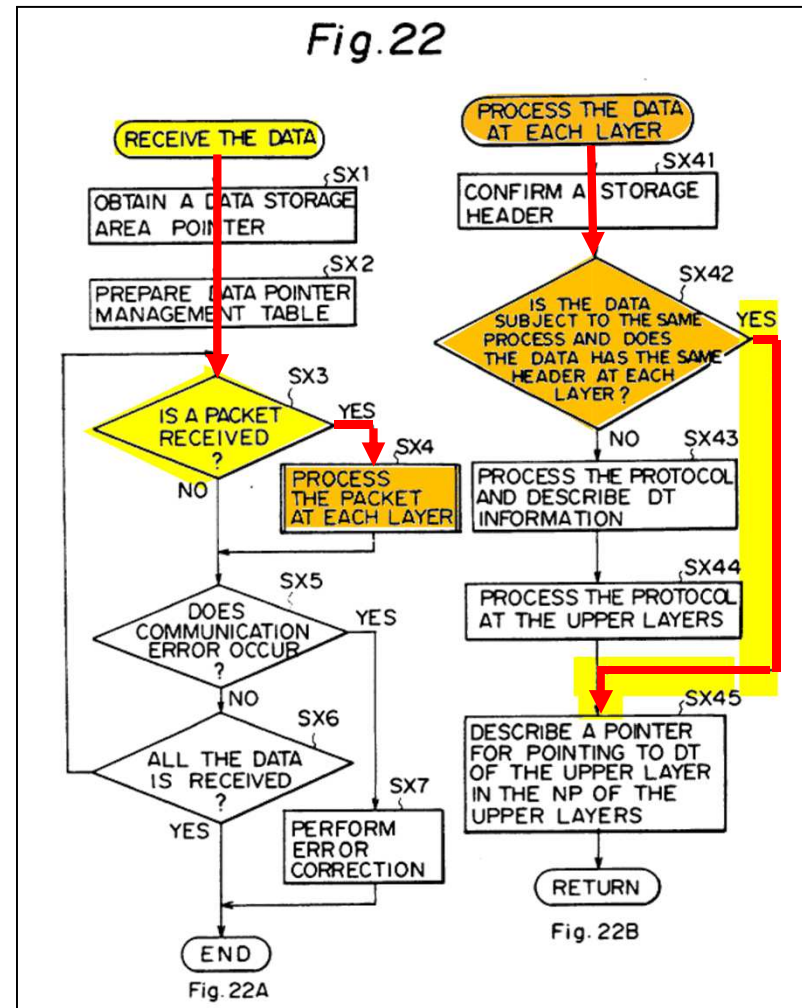 Fig.22
RECEIVE THE DATA
SX1
OBTAIN A DATA STORAGE
AREA POINTER
SX2
PREPARE DATA POINTER
MANAGEMENT TABLE
SX3
IS A PACKET
RECEIVED
?
YES
NO
SX4
PROCESS
THE PACKET
AT EACH LAYER
SX5
DOES
COMMUNICATION
ERROR OCCUR
?
YES
NO
SX6
ALL THE DATA
IS RECEIVED
?
YES
SX7
PERFORM
ERROR
CORRECTION
END
Fig. 22A
PROCESS THE DATA
AT EACH LAYER
SX41
CONFIRM A STORAGE
HEADER
SX42
IS THE DATA
SUBJECT TO THE SAME
PROCESS AND DOES
THE DATA HAS THE SAME
HEADER AT EACH
LAYER ?
YES
NO
SX43
PROCESS THE PROTOCOL
AND DESCRIBE DT
INFORMATION
SX44
PROCESS THE PROTOCOL
AT THE UPPER LAYERS
SX45
DESCRIBE A POINTER
FOR POINTING TO DT
OF THE UPPER LAYER
IN THE NP OF THE
UPPER LAYERS
RETURN
Fig. 22B